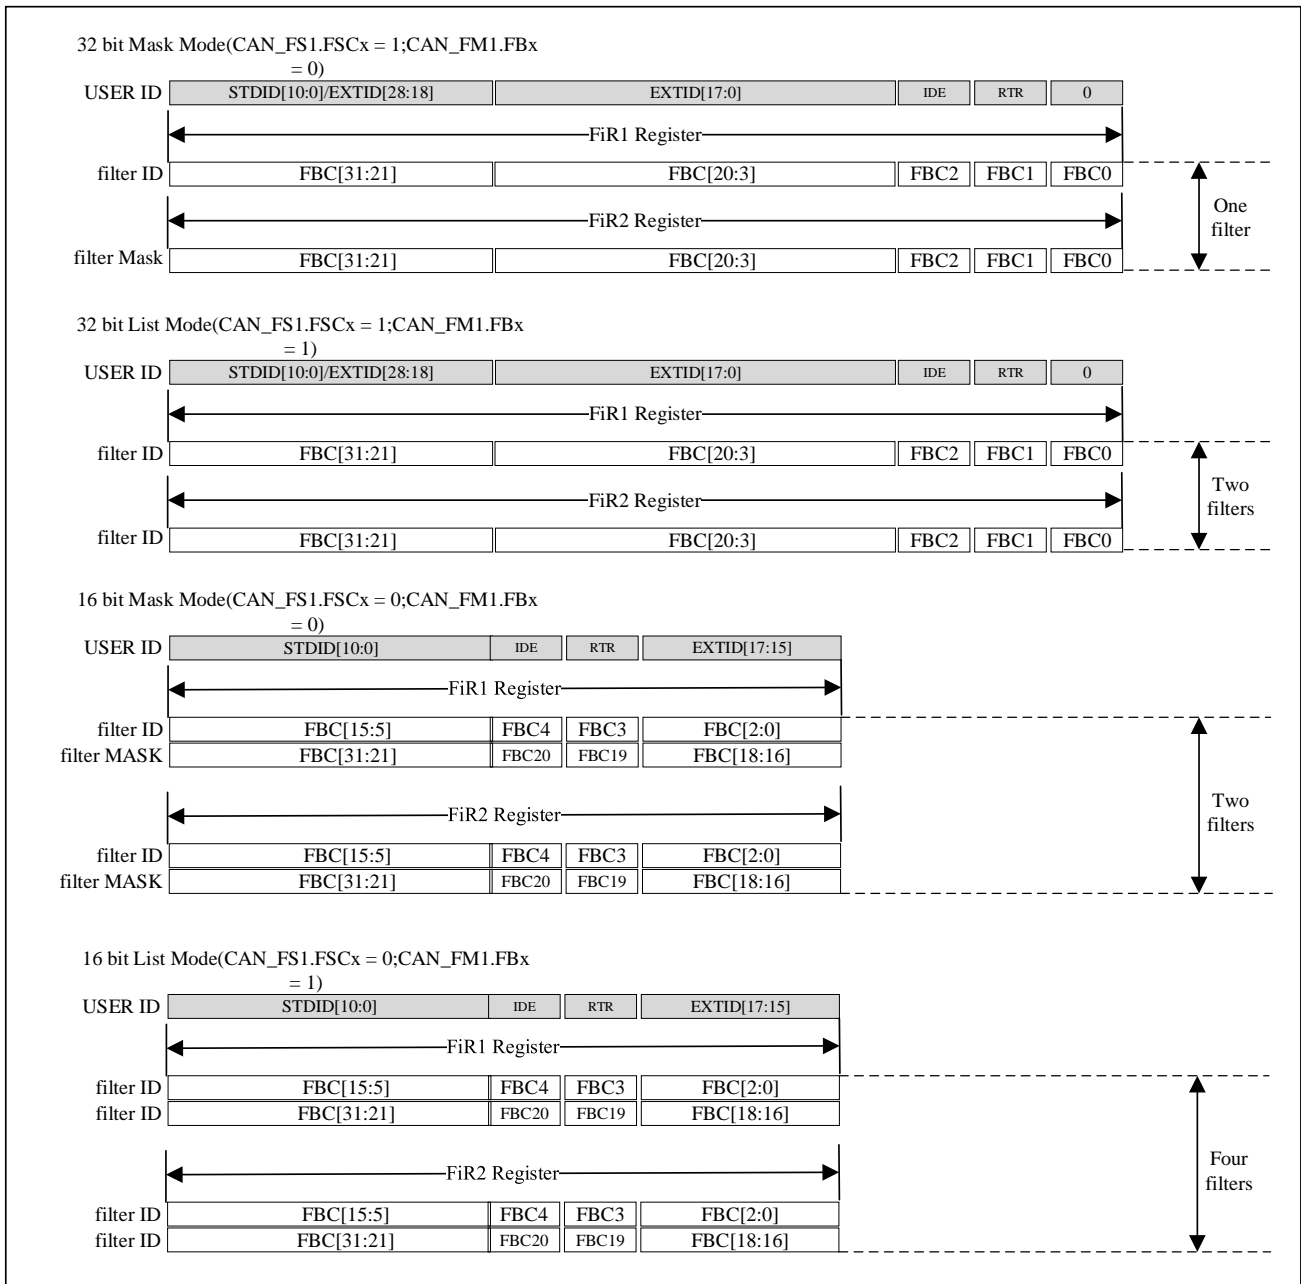 32 bit Mask Mode(CAN_FS1.FSCx = 1;CAN_FM1.FBx
= 0)
USER ID STDID[10:0]/EXTID[28:18] EXTID[17:0] IDE RTR 0
FiR1 Register
filter ID FBC[31:21] FBC[20:3] FBC2 FBC1 FBC0
FiR2 Register
One
filter
filter Mask FBC[31:21] FBC[20:3] FBC2 FBC1 FBC0
32 bit List Mode(CAN_FS1.FSCx = 1;CAN_FM1.FBx
= 1)
USER ID STDID[10:0]/EXTID[28:18] EXTID[17:0] IDE RTR 0
FiR1 Register
filter ID FBC[31:21] FBC[20:3] FBC2 FBC1 FBC0
FiR2 Register
Two
filters
filter ID FBC[31:21] FBC[20:3] FBC2 FBC1 FBC0
16 bit Mask Mode(CAN_FS1.FSCx = 0;CAN_FM1.FBx
= 0)
USER ID STDID[10:0] IDE RTR EXTID[17:15]
FiR1 Register
filter ID FBC[15:5] FBC4 FBC3 FBC[2:0]
filter MASK FBC[31:21] FBC20 FBC19 FBC[18:16]
FiR2 Register
Two
filters
filter ID FBC[15:5] FBC4 FBC3 FBC[2:0]
filter MASK FBC[31:21] FBC20 FBC19 FBC[18:16]
16 bit List Mode(CAN_FS1.FSCx = 0;CAN_FM1.FBx
= 1)
USER ID STDID[10:0] IDE RTR EXTID[17:15]
FiR1 Register
filter ID FBC[15:5] FBC4 FBC3 FBC[2:0]
filter ID FBC[31:21] FBC20 FBC19 FBC[18:16]
FiR2 Register
Four
filters
filter ID FBC[15:5] FBC4 FBC3 FBC[2:0]
filter ID FBC[31:21] FBC20 FBC19 FBC[18:16]